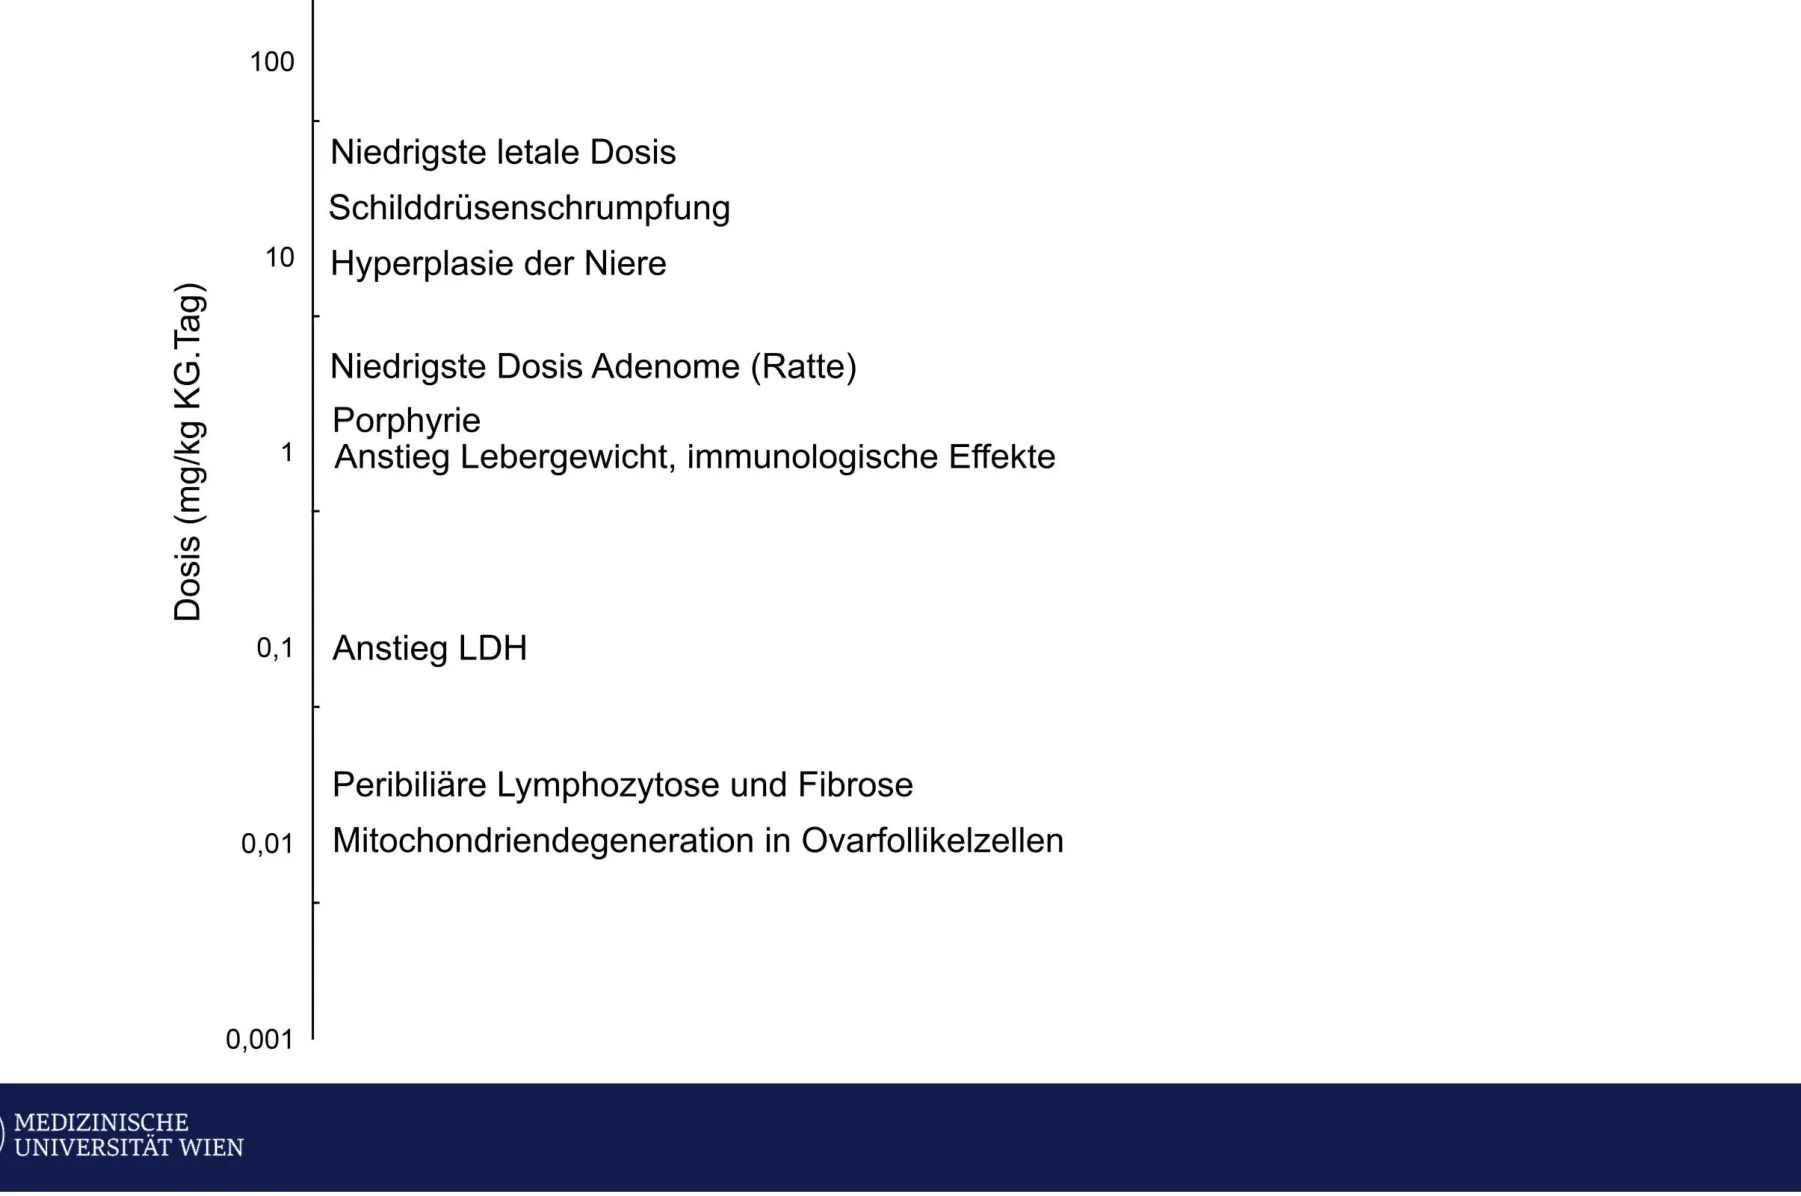 100
Niedrigste letale Dosis
Schilddrüsenschrumpfung
10
Hyperplasie der Niere
Dosis (mg/kg KG.Tag)
Niedrigste Dosis Adenome (Ratte)
Porphyrie
1
Anstieg Lebergewicht, immunologische Effekte
0,1
Anstieg LDH
Peribiliäre Lymphozytose und Fibrose
0,01
Mitochondriendegeneration in Ovarfollikelzellen
0,001
MEDIZINISCHE
UNIVERSITÄT WIEN